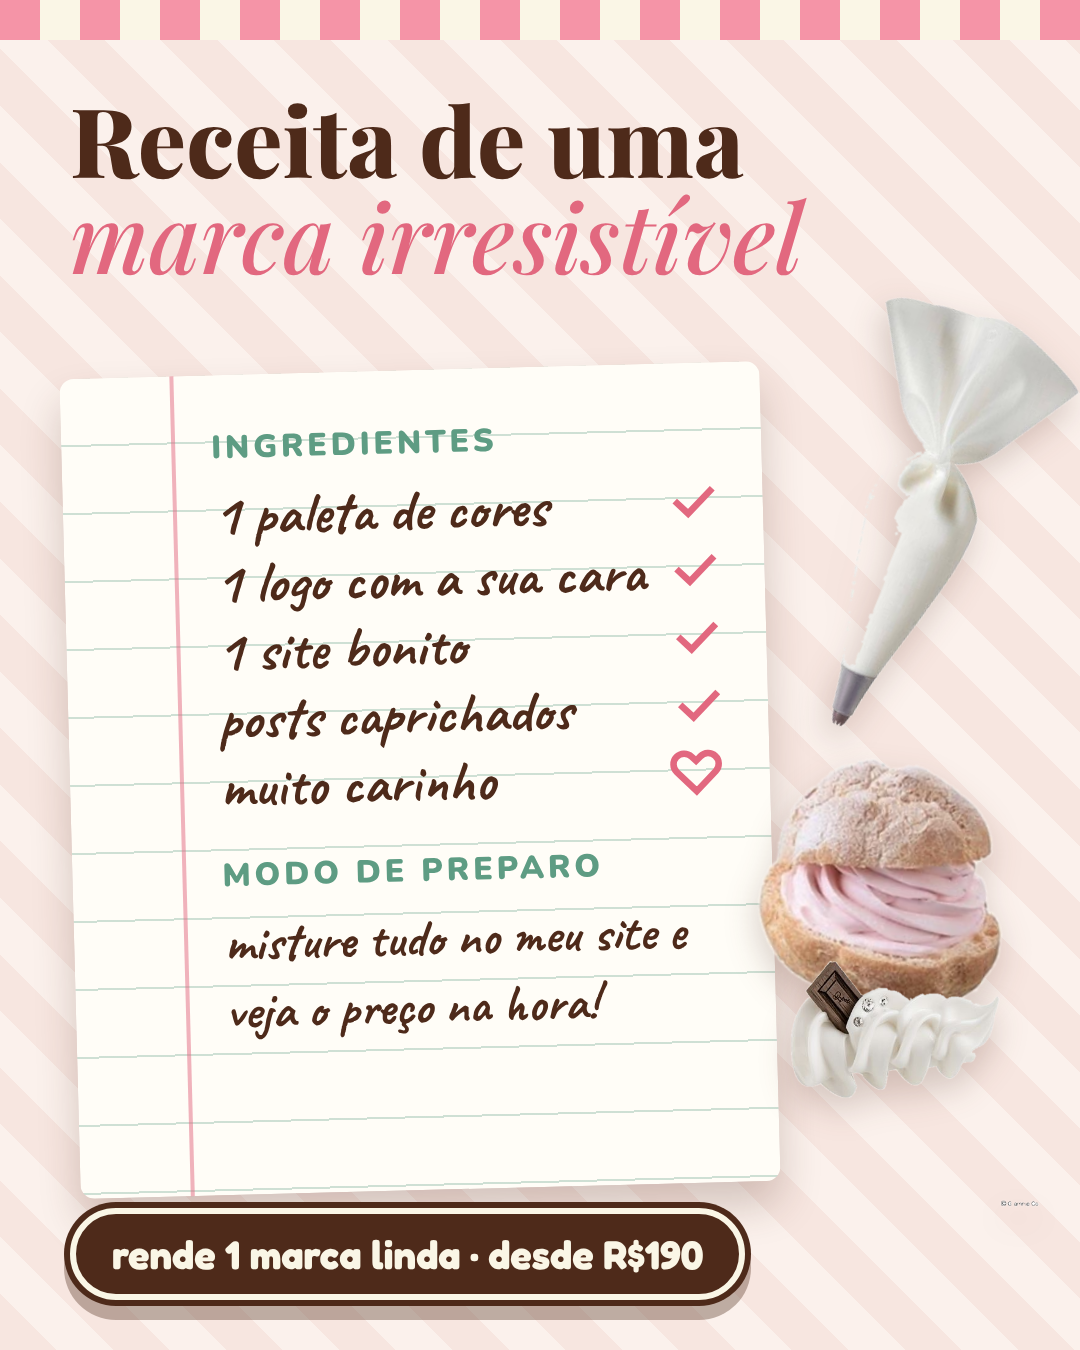 Receita de uma
marca irresistível
INGREDIENTES
1 paleta de cores
1 logo com a sua cara
1 site bonito
posts caprichados
muito carinho
MODO DE PREPARO
misture tudo no meu site e
veja o preço na hora!
rende 1 marca linda · desde R$190